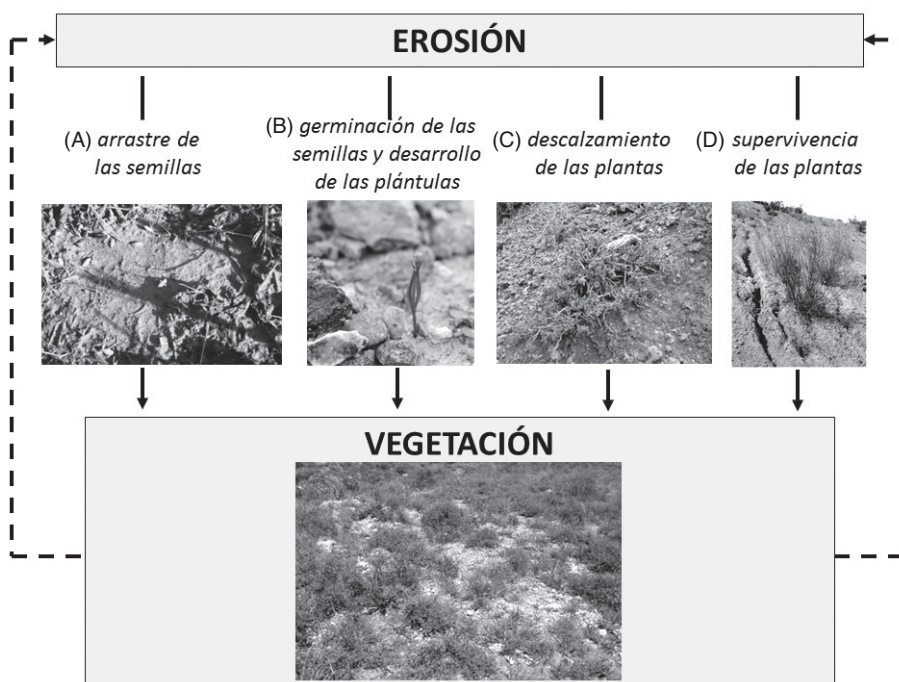 EROSIÓN
(A) arrastre de
las semillas
(B) germinación de las
semillas y desarrollo
de las plántulas
(C) descalzamiento
de las plantas
(D) supervivencia
de las plantas
VEGETACIÓN